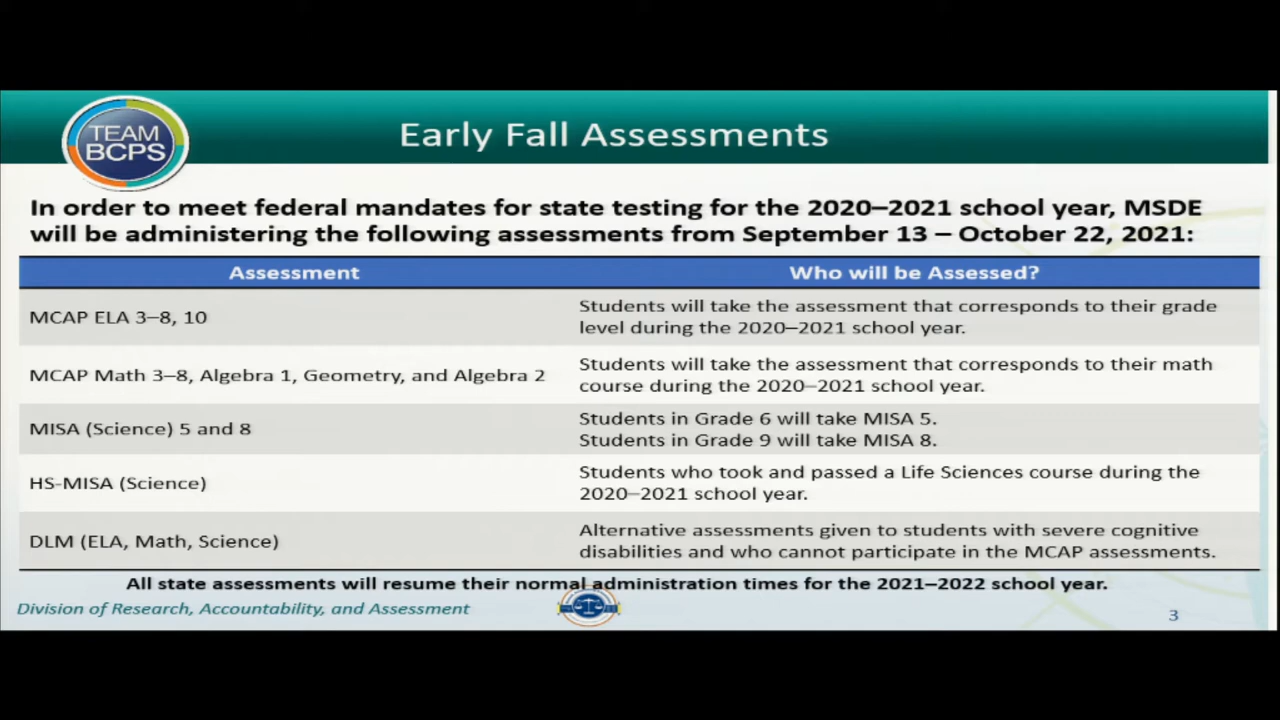 TEAM
BCPS
Early Fall Assessments
In order to meet federal mandates for state testing for the 2020–2021 school year, MSDE
will be administering the following assessments from September 13 – October 22, 2021:
Assessment
Who will be Assessed?
MCAP ELA 3–8, 10
Students will take the assessment that corresponds to their grade
level during the 2020–2021 school year.
MCAP Math 3–8, Algebra 1, Geometry, and Algebra 2
Students will take the assessment that corresponds to their math
course during the 2020–2021 school year.
MISA (Science) 5 and 8
Students in Grade 6 will take MISA 5.
Students in Grade 9 will take MISA 8.
HS-MISA (Science)
Students who took and passed a Life Sciences course during the
2020–2021 school year.
DLM (ELA, Math, Science)
Alternative assessments given to students with severe cognitive
disabilities and who cannot participate in the MCAP assessments.
All state assessments will resume their normal administration times for the 2021–2022 school year.
Division of Research, Accountability, and Assessment
3